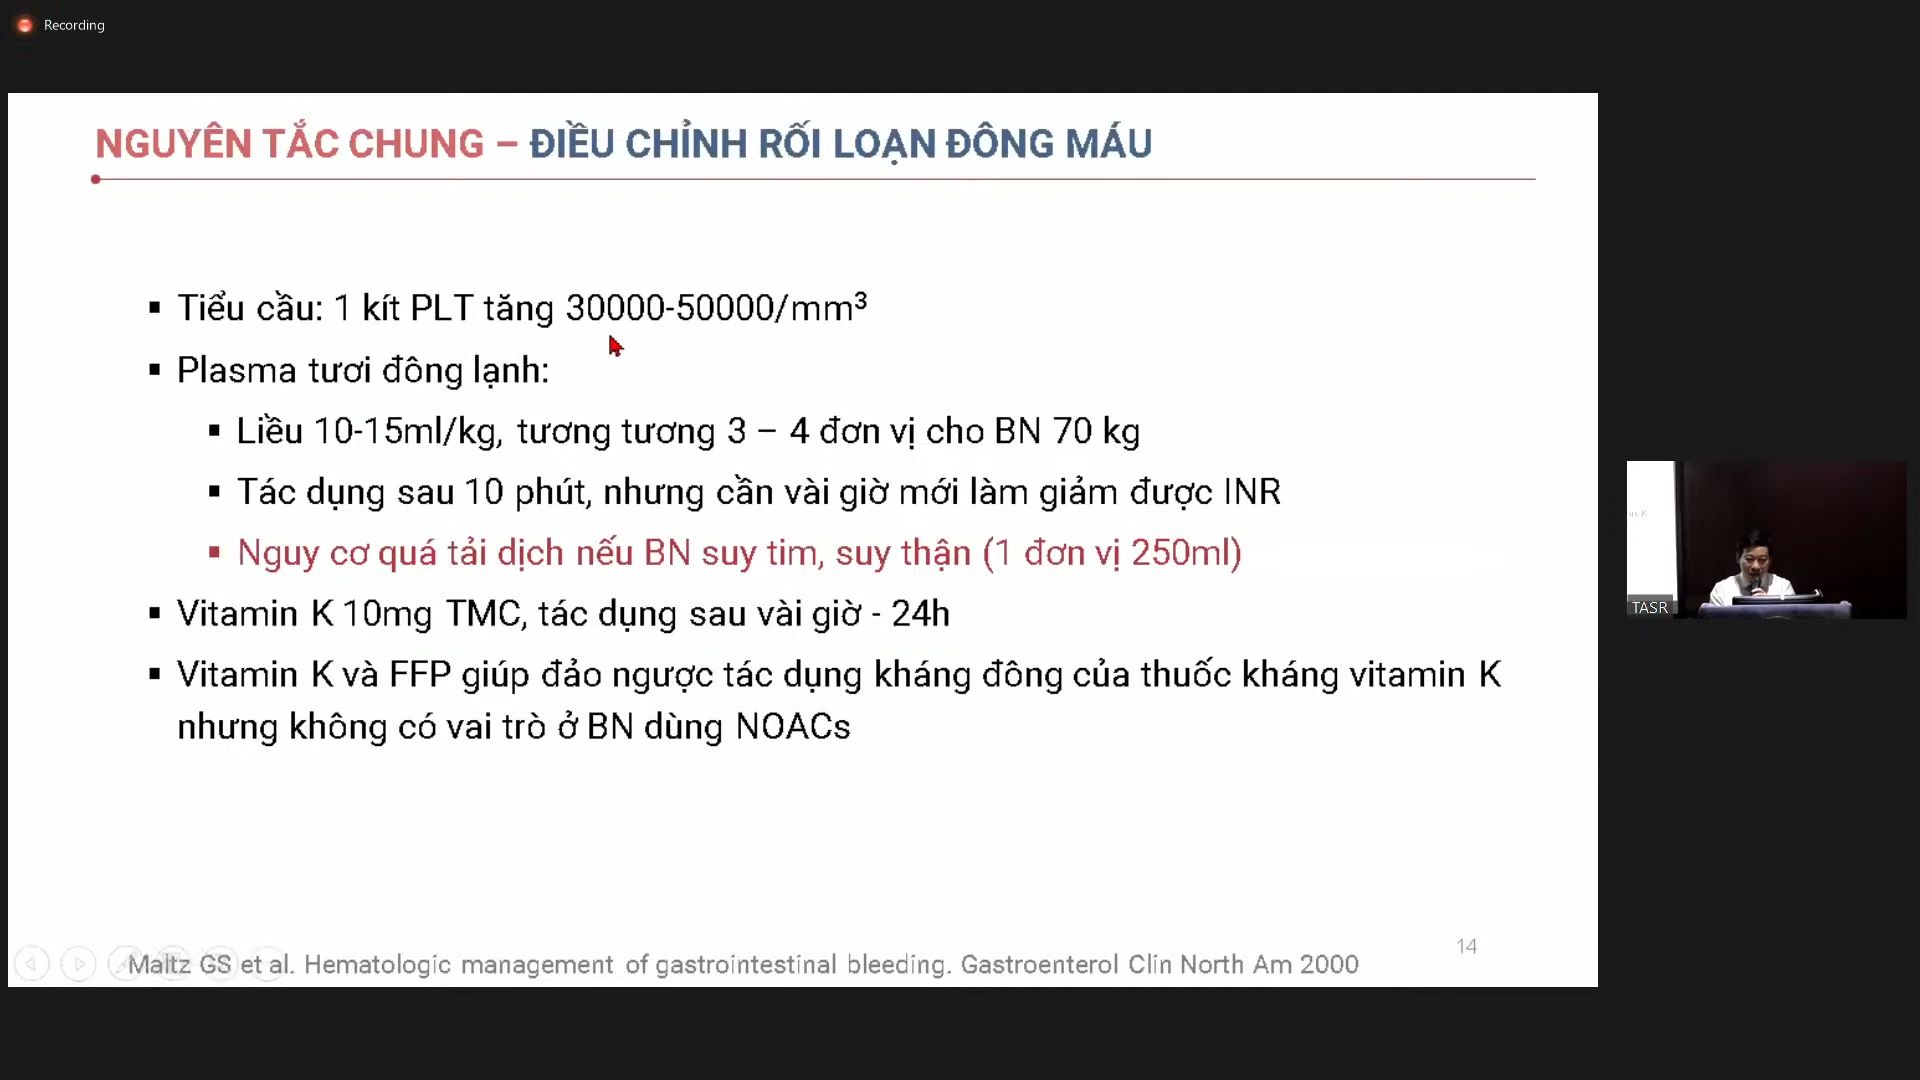 Recording
NGUYÊN TẮC CHUNG – ĐIỀU CHỈNH RỐI LOẠN ĐÔNG MÁU
▪ Tiểu cầu: 1 kít PLT tăng 30000-50000/mm³
▪ Plasma tươi đông lạnh:
▪ Liều 10-15ml/kg, tương tương 3 – 4 đơn vị cho BN 70 kg
▪ Tác dụng sau 10 phút, nhưng cần vài giờ mới làm giảm được INR
▪ Nguy cơ quá tải dịch nếu BN suy tim, suy thận (1 đơn vị 250ml)
▪ Vitamin K 10mg TMC, tác dụng sau vài giờ - 24h
▪ Vitamin K và FFP giúp đảo ngược tác dụng kháng đông của thuốc kháng vitamin K
nhưng không có vai trò ở BN dùng NOACs
14
Maltz GS et al. Hematologic management of gastrointestinal bleeding. Gastroenterol Clin North Am 2000
TASR